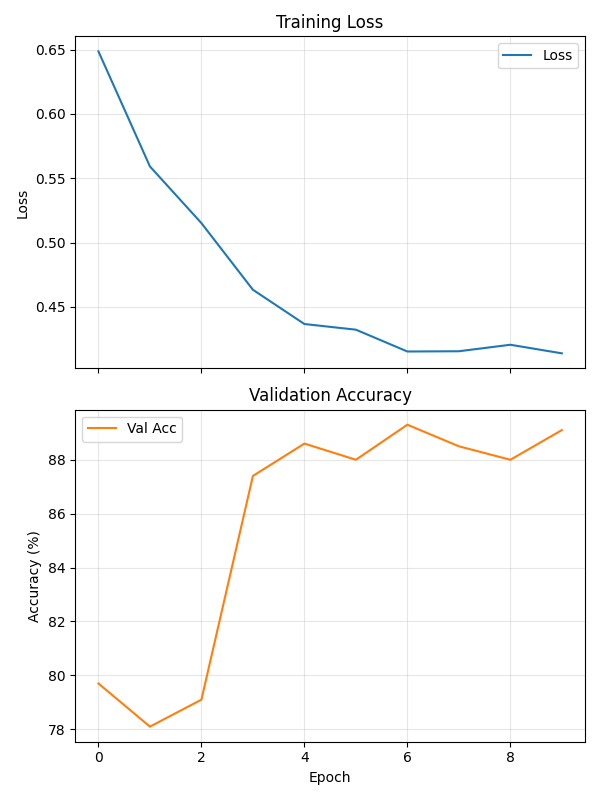 Training Loss
0.65
0.60
0.55
0.50
0.45
Loss
Loss
Validation Accuracy
88
86
84
82
80
78
Accuracy (%)
Val Acc
0 2 4 6 8
Epoch